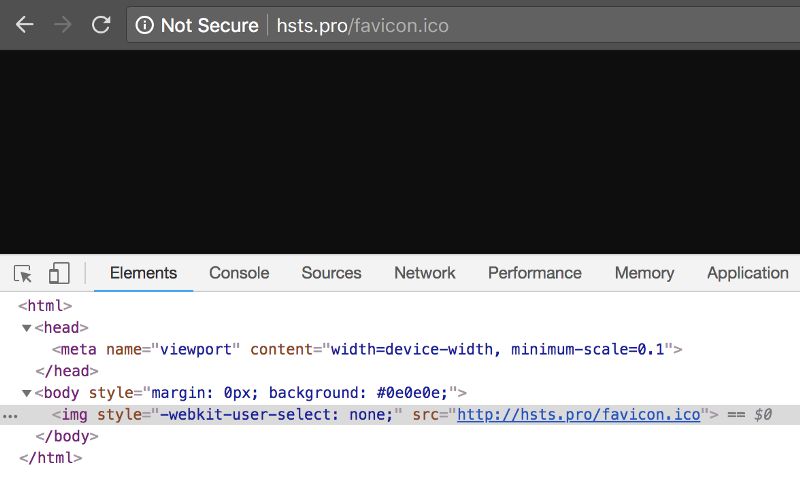 Not Secure | hsts.pro/favicon.ico
Elements Console Sources Network Performance Memory Application
<html>
▼<head>
<meta name="viewport" content="width=device-width, minimum-scale=0.1">
</head>
▼<body style="margin: 0px; background: #0e0e0e;">
… <img style="-webkit-user-select: none;" src="http://hsts.pro/favicon.ico"> == $0
</body>
</html>